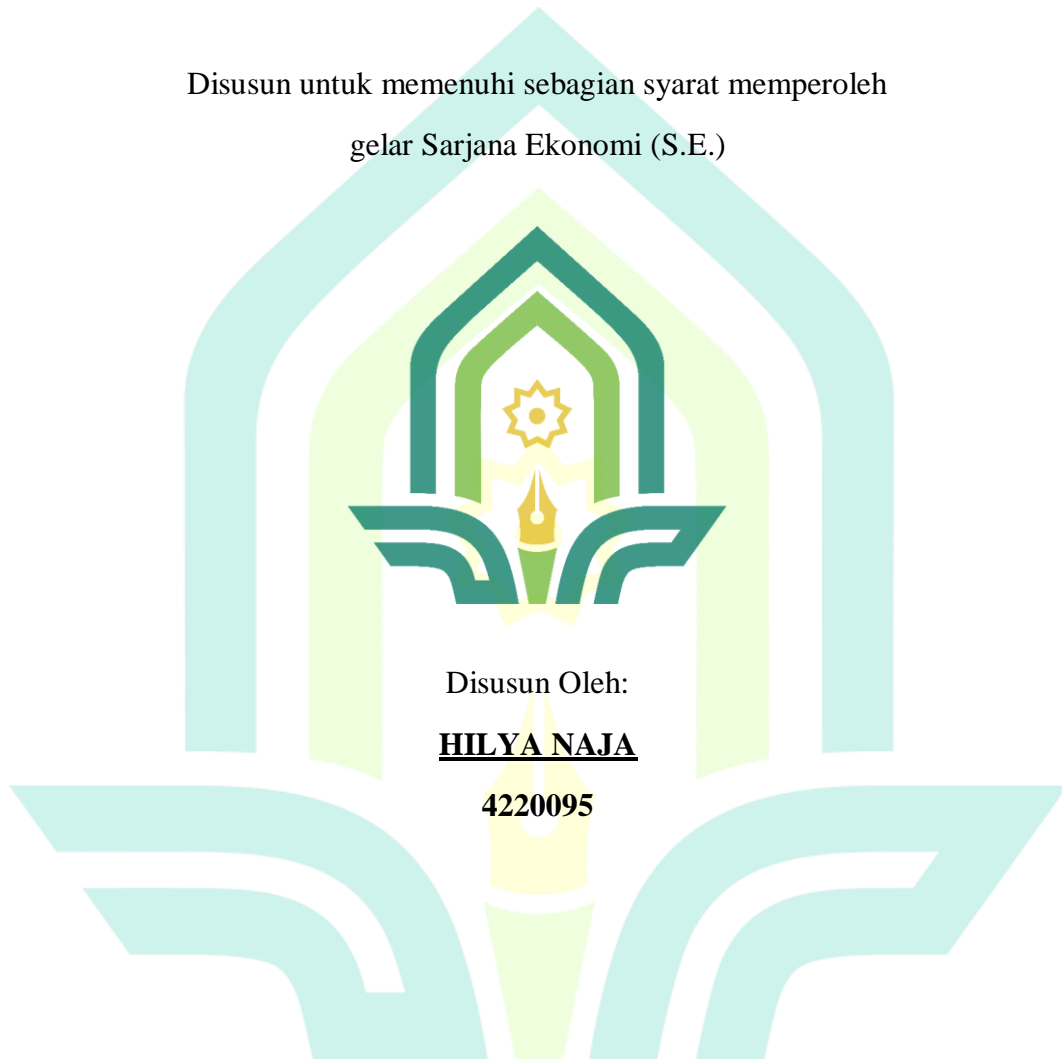 Disusun untuk memenuhi sebagian syarat memperoleh
gelar Sarjana Ekonomi (S.E.)
Disusun Oleh:
HILYA NAJA
4220095